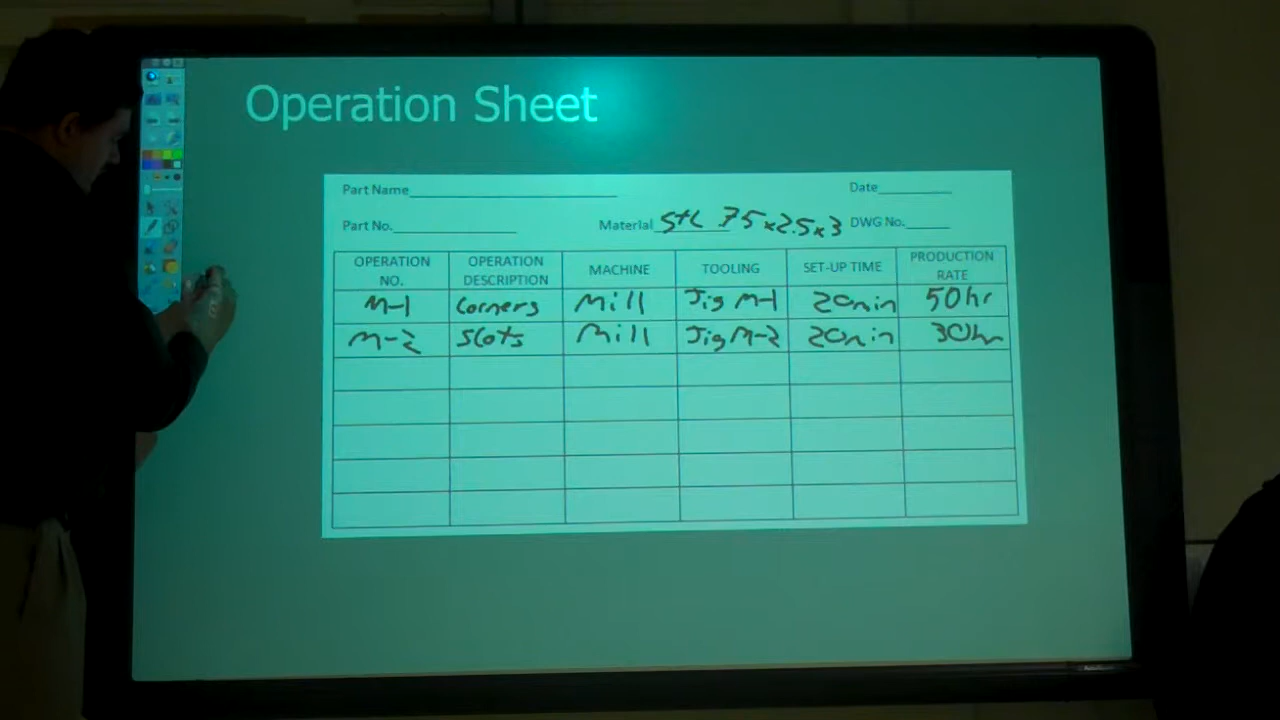 Operation Sheet
Part Name Date
Part No. Material Stl .75x2.5x3 DWG No.
OPERATION NO. OPERATION DESCRIPTION MACHINE TOOLING SET-UP TIME PRODUCTION RATE
M-1 Corners Mill Jig M-1 20min 50hr
M-2 Slots Mill Jig M-2 20min 30hr